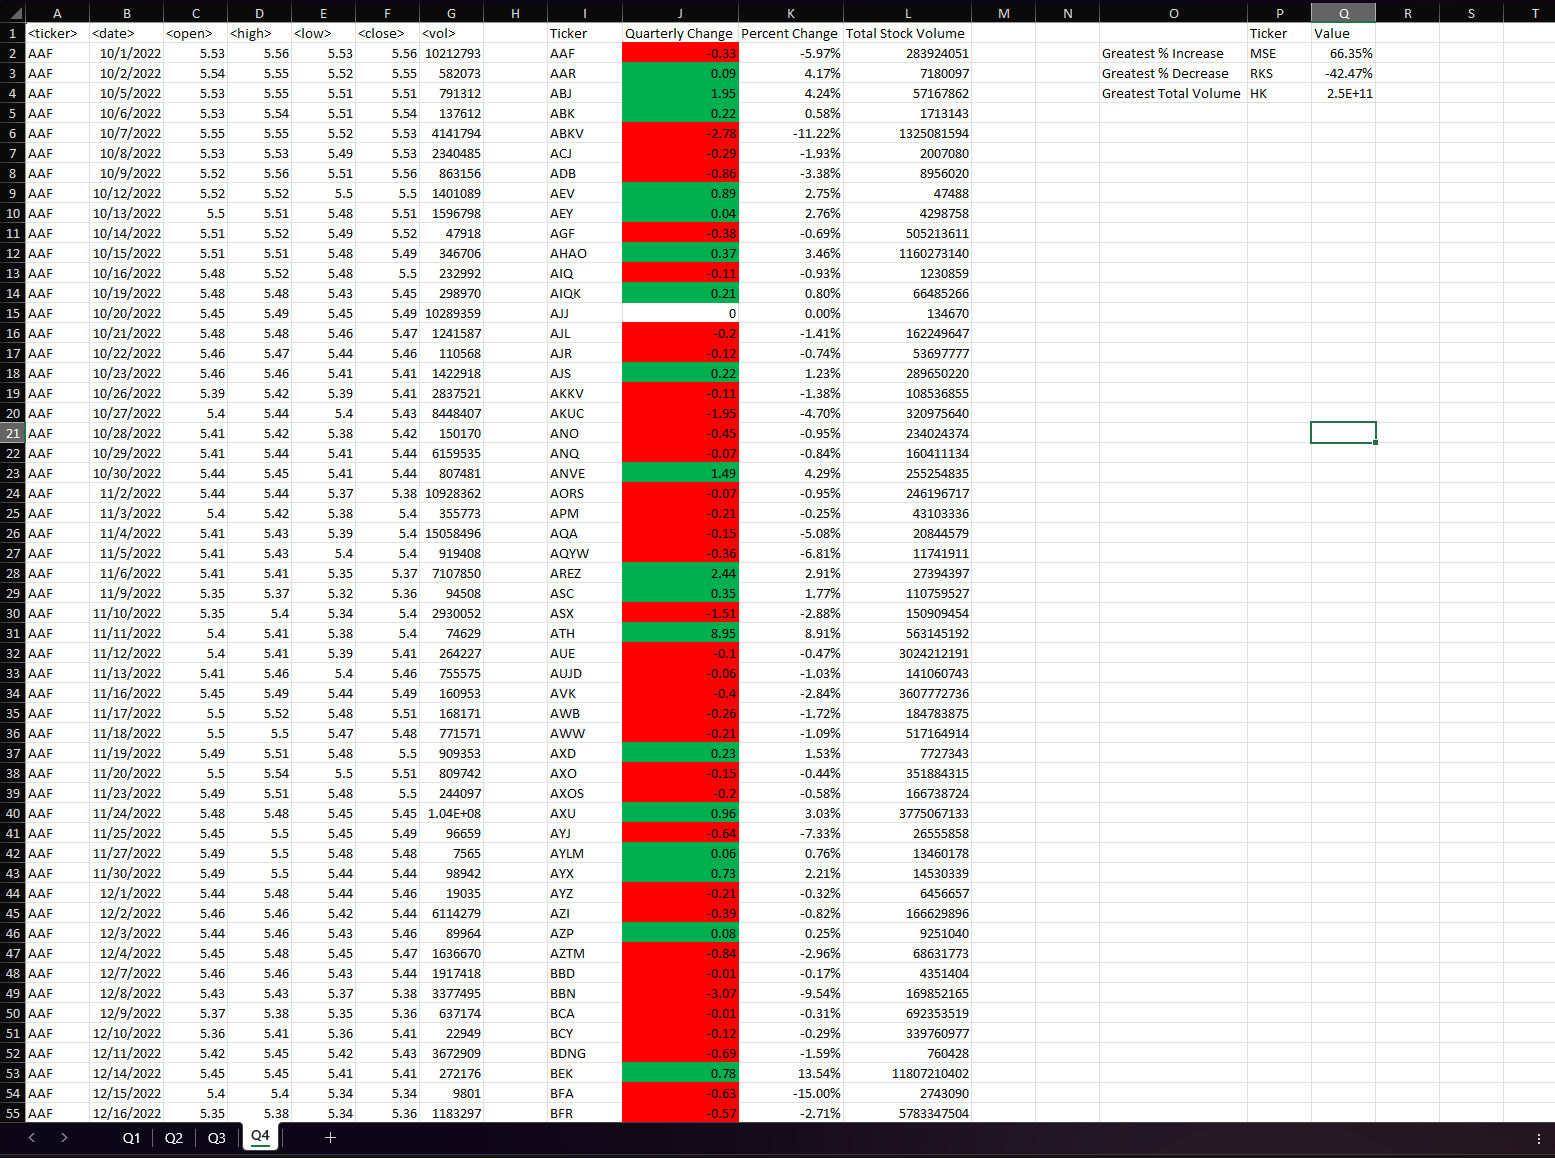 A B C D E F G H I J K L M N O P Q R S T
1 <ticker> <date> <open> <high> <low> <close> <vol> Ticker Quarterly Change Percent Change Total Stock Volume Ticker Value
2 AAF 10/1/2022 5.53 5.56 5.53 5.56 10212793 AAF -0.33 -5.97% 283924051 Greatest % Increase MSE 66.35%
3 AAF 10/2/2022 5.54 5.55 5.52 5.55 582073 AAR 0.09 4.17% 7180097 Greatest % Decrease RKS -42.47%
4 AAF 10/5/2022 5.53 5.55 5.51 5.51 791312 ABJ 1.95 4.24% 57167862 Greatest Total Volume HK 2.5E+11
5 AAF 10/6/2022 5.53 5.54 5.51 5.54 137612 ABK 0.22 0.58% 1713143
6 AAF 10/7/2022 5.55 5.55 5.52 5.53 4141794 ABKV -2.78 -11.22% 1325081594
7 AAF 10/8/2022 5.53 5.53 5.49 5.53 2340485 ACJ -0.29 -1.93% 2007080
8 AAF 10/9/2022 5.52 5.56 5.51 5.56 863156 ADB -0.86 -3.38% 8956020
9 AAF 10/12/2022 5.52 5.52 5.5 5.5 1401089 AEV 0.89 2.75% 47488
10 AAF 10/13/2022 5.5 5.51 5.48 5.51 1596798 AEY 0.04 2.76% 4298758
11 AAF 10/14/2022 5.51 5.52 5.49 5.52 47918 AGF -0.38 -0.69% 505213611
12 AAF 10/15/2022 5.51 5.51 5.48 5.49 346706 AHAO 0.37 3.46% 1160273140
13 AAF 10/16/2022 5.48 5.52 5.48 5.5 232992 AIQ -0.11 -0.93% 1230859
14 AAF 10/19/2022 5.48 5.48 5.43 5.45 298970 AIQK 0.21 0.80% 66485266
15 AAF 10/20/2022 5.45 5.49 5.45 5.49 10289359 AJJ 0 0.00% 134670
16 AAF 10/21/2022 5.48 5.48 5.46 5.47 1241587 AJL -0.2 -1.41% 162249647
17 AAF 10/22/2022 5.46 5.47 5.44 5.46 110568 AJR -0.12 -0.74% 53697777
18 AAF 10/23/2022 5.46 5.46 5.41 5.41 1422918 AJS 0.22 1.23% 289650220
19 AAF 10/26/2022 5.39 5.42 5.39 5.41 2837521 AKKV -0.11 -1.38% 108536855
20 AAF 10/27/2022 5.4 5.44 5.4 5.43 8448407 AKUC -1.95 -4.70% 320975640
21 AAF 10/28/2022 5.41 5.42 5.38 5.42 150170 ANO -0.45 -0.95% 234024374
22 AAF 10/29/2022 5.41 5.44 5.41 5.44 6159535 ANQ -0.07 -0.84% 160411134
23 AAF 10/30/2022 5.44 5.45 5.41 5.44 807481 ANVE 1.49 4.29% 255254835
24 AAF 11/2/2022 5.44 5.44 5.37 5.38 10928362 AORS -0.07 -0.95% 246196717
25 AAF 11/3/2022 5.4 5.42 5.38 5.4 355773 APM -0.21 -0.25% 43103336
26 AAF 11/4/2022 5.41 5.43 5.39 5.4 15058496 AQA -0.15 -5.08% 20844579
27 AAF 11/5/2022 5.41 5.43 5.4 5.4 919408 AQYW -0.36 -6.81% 11741911
28 AAF 11/6/2022 5.41 5.41 5.35 5.37 7107850 AREZ 2.44 2.91% 27394397
29 AAF 11/9/2022 5.35 5.37 5.32 5.36 94508 ASC 0.35 1.77% 110759527
30 AAF 11/10/2022 5.35 5.4 5.34 5.4 2930052 ASX -1.51 -2.88% 150909454
31 AAF 11/11/2022 5.4 5.41 5.38 5.4 74629 ATH 8.95 8.91% 563145192
32 AAF 11/12/2022 5.4 5.41 5.39 5.41 264227 AUE -0.1 -0.47% 3024212191
33 AAF 11/13/2022 5.41 5.46 5.4 5.46 755575 AUJD -0.06 -1.03% 141060743
34 AAF 11/16/2022 5.45 5.49 5.44 5.49 160953 AVK -0.4 -2.84% 3607772736
35 AAF 11/17/2022 5.5 5.52 5.48 5.51 168171 AWB -0.26 -1.72% 184783875
36 AAF 11/18/2022 5.5 5.5 5.47 5.48 771571 AWW -0.21 -1.09% 517164914
37 AAF 11/19/2022 5.49 5.51 5.48 5.5 909353 AXD 0.23 1.53% 7727343
38 AAF 11/20/2022 5.5 5.54 5.5 5.51 809742 AXO -0.15 -0.44% 351884315
39 AAF 11/23/2022 5.49 5.51 5.48 5.5 244097 AXOS -0.2 -0.58% 166738724
40 AAF 11/24/2022 5.48 5.48 5.45 5.45 1.04E+08 AXU 0.96 3.03% 3775067133
41 AAF 11/25/2022 5.45 5.5 5.45 5.49 96659 AYJ -0.64 -7.33% 26555858
42 AAF 11/27/2022 5.49 5.5 5.48 5.48 7565 AYLM 0.06 0.76% 13460178
43 AAF 11/30/2022 5.49 5.5 5.44 5.44 98942 AYX 0.73 2.21% 14530339
44 AAF 12/1/2022 5.44 5.48 5.44 5.46 19035 AYZ -0.21 -0.32% 6456657
45 AAF 12/2/2022 5.46 5.46 5.42 5.44 6114279 AZI -0.39 -0.82% 166629896
46 AAF 12/3/2022 5.44 5.46 5.43 5.46 89964 AZP 0.08 0.25% 9251040
47 AAF 12/4/2022 5.45 5.48 5.45 5.47 1636670 AZTM -0.84 -2.96% 68631773
48 AAF 12/7/2022 5.46 5.46 5.43 5.44 1917418 BBD -0.01 -0.17% 4351404
49 AAF 12/8/2022 5.43 5.43 5.37 5.38 3377495 BBN -3.07 -9.54% 169852165
50 AAF 12/9/2022 5.37 5.38 5.35 5.36 637174 BCA -0.01 -0.31% 692353519
51 AAF 12/10/2022 5.36 5.41 5.36 5.41 22949 BCY -0.12 -0.29% 339760977
52 AAF 12/11/2022 5.42 5.45 5.42 5.43 3672909 BDNG -0.69 -1.59% 760428
53 AAF 12/14/2022 5.45 5.45 5.41 5.41 272176 BEK 0.78 13.54% 11807210402
54 AAF 12/15/2022 5.4 5.4 5.34 5.34 9801 BFA -0.63 -15.00% 2743090
55 AAF 12/16/2022 5.35 5.38 5.34 5.36 1183297 BFR -0.57 -2.71% 5783347504
Q1 Q2 Q3 Q4 +